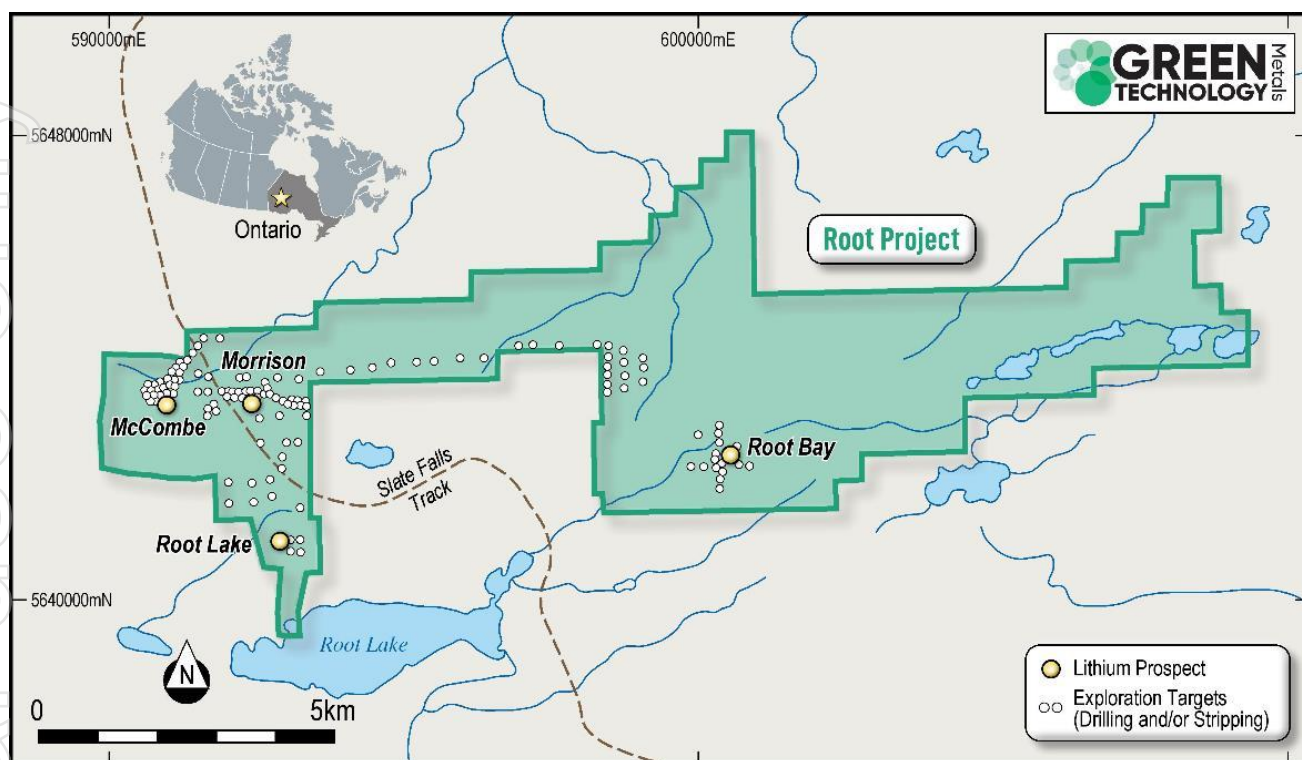 590000mE
600000mE
GREEN
TECHNOLOGY
Metals
5648000mN
Ontario
Root Project
Morrison
McCombe
Root Bay
Slate Falls
Track
Root Lake
5640000mN
Root Lake
N
0
5km
Lithium Prospect
Exploration Targets
(Drilling and/or Stripping)